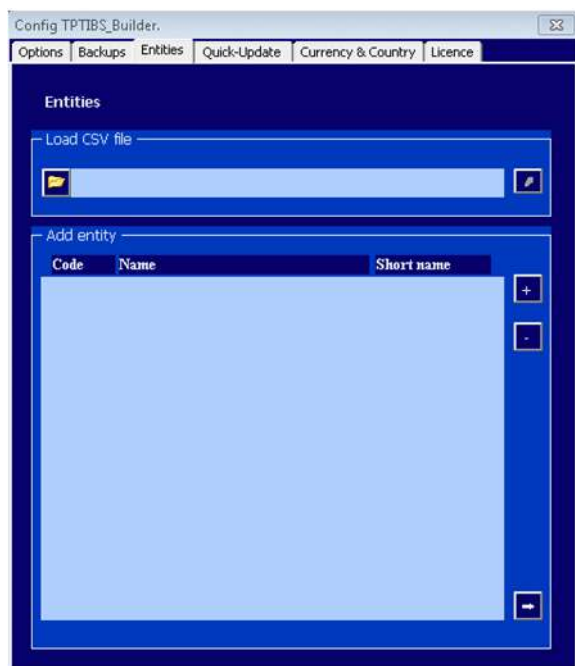 Config TPTIBS_Builder.
Options Backups Entities Quick-Update Currency & Country Licence
Entities
Load CSV file
Add entity
Code Name Short name
+
-